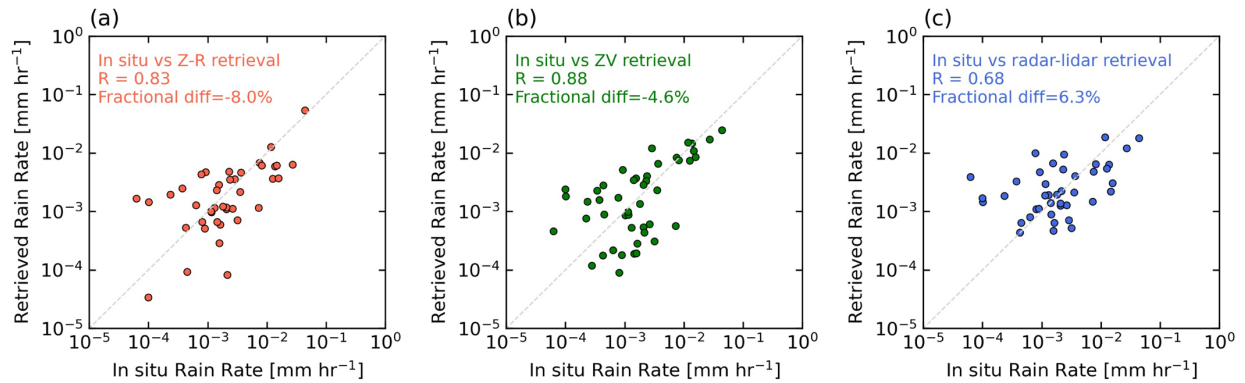 (a)
In situ vs Z-R retrieval
R = 0.83
Fractional diff=-8.0%
Retrieved Rain Rate [mm hr⁻¹]
10⁰
10⁻¹
10⁻²
10⁻³
10⁻⁴
10⁻⁵
10⁻⁵ 10⁻⁴ 10⁻³ 10⁻² 10⁻¹ 10⁰
In situ Rain Rate [mm hr⁻¹]
(b)
In situ vs ZV retrieval
R = 0.88
Fractional diff=-4.6%
Retrieved Rain Rate [mm hr⁻¹]
10⁰
10⁻¹
10⁻²
10⁻³
10⁻⁴
10⁻⁵
10⁻⁵ 10⁻⁴ 10⁻³ 10⁻² 10⁻¹ 10⁰
In situ Rain Rate [mm hr⁻¹]
(c)
In situ vs radar-lidar retrieval
R = 0.68
Fractional diff=6.3%
Retrieved Rain Rate [mm hr⁻¹]
10⁰
10⁻¹
10⁻²
10⁻³
10⁻⁴
10⁻⁵
10⁻⁵ 10⁻⁴ 10⁻³ 10⁻² 10⁻¹ 10⁰
In situ Rain Rate [mm hr⁻¹]